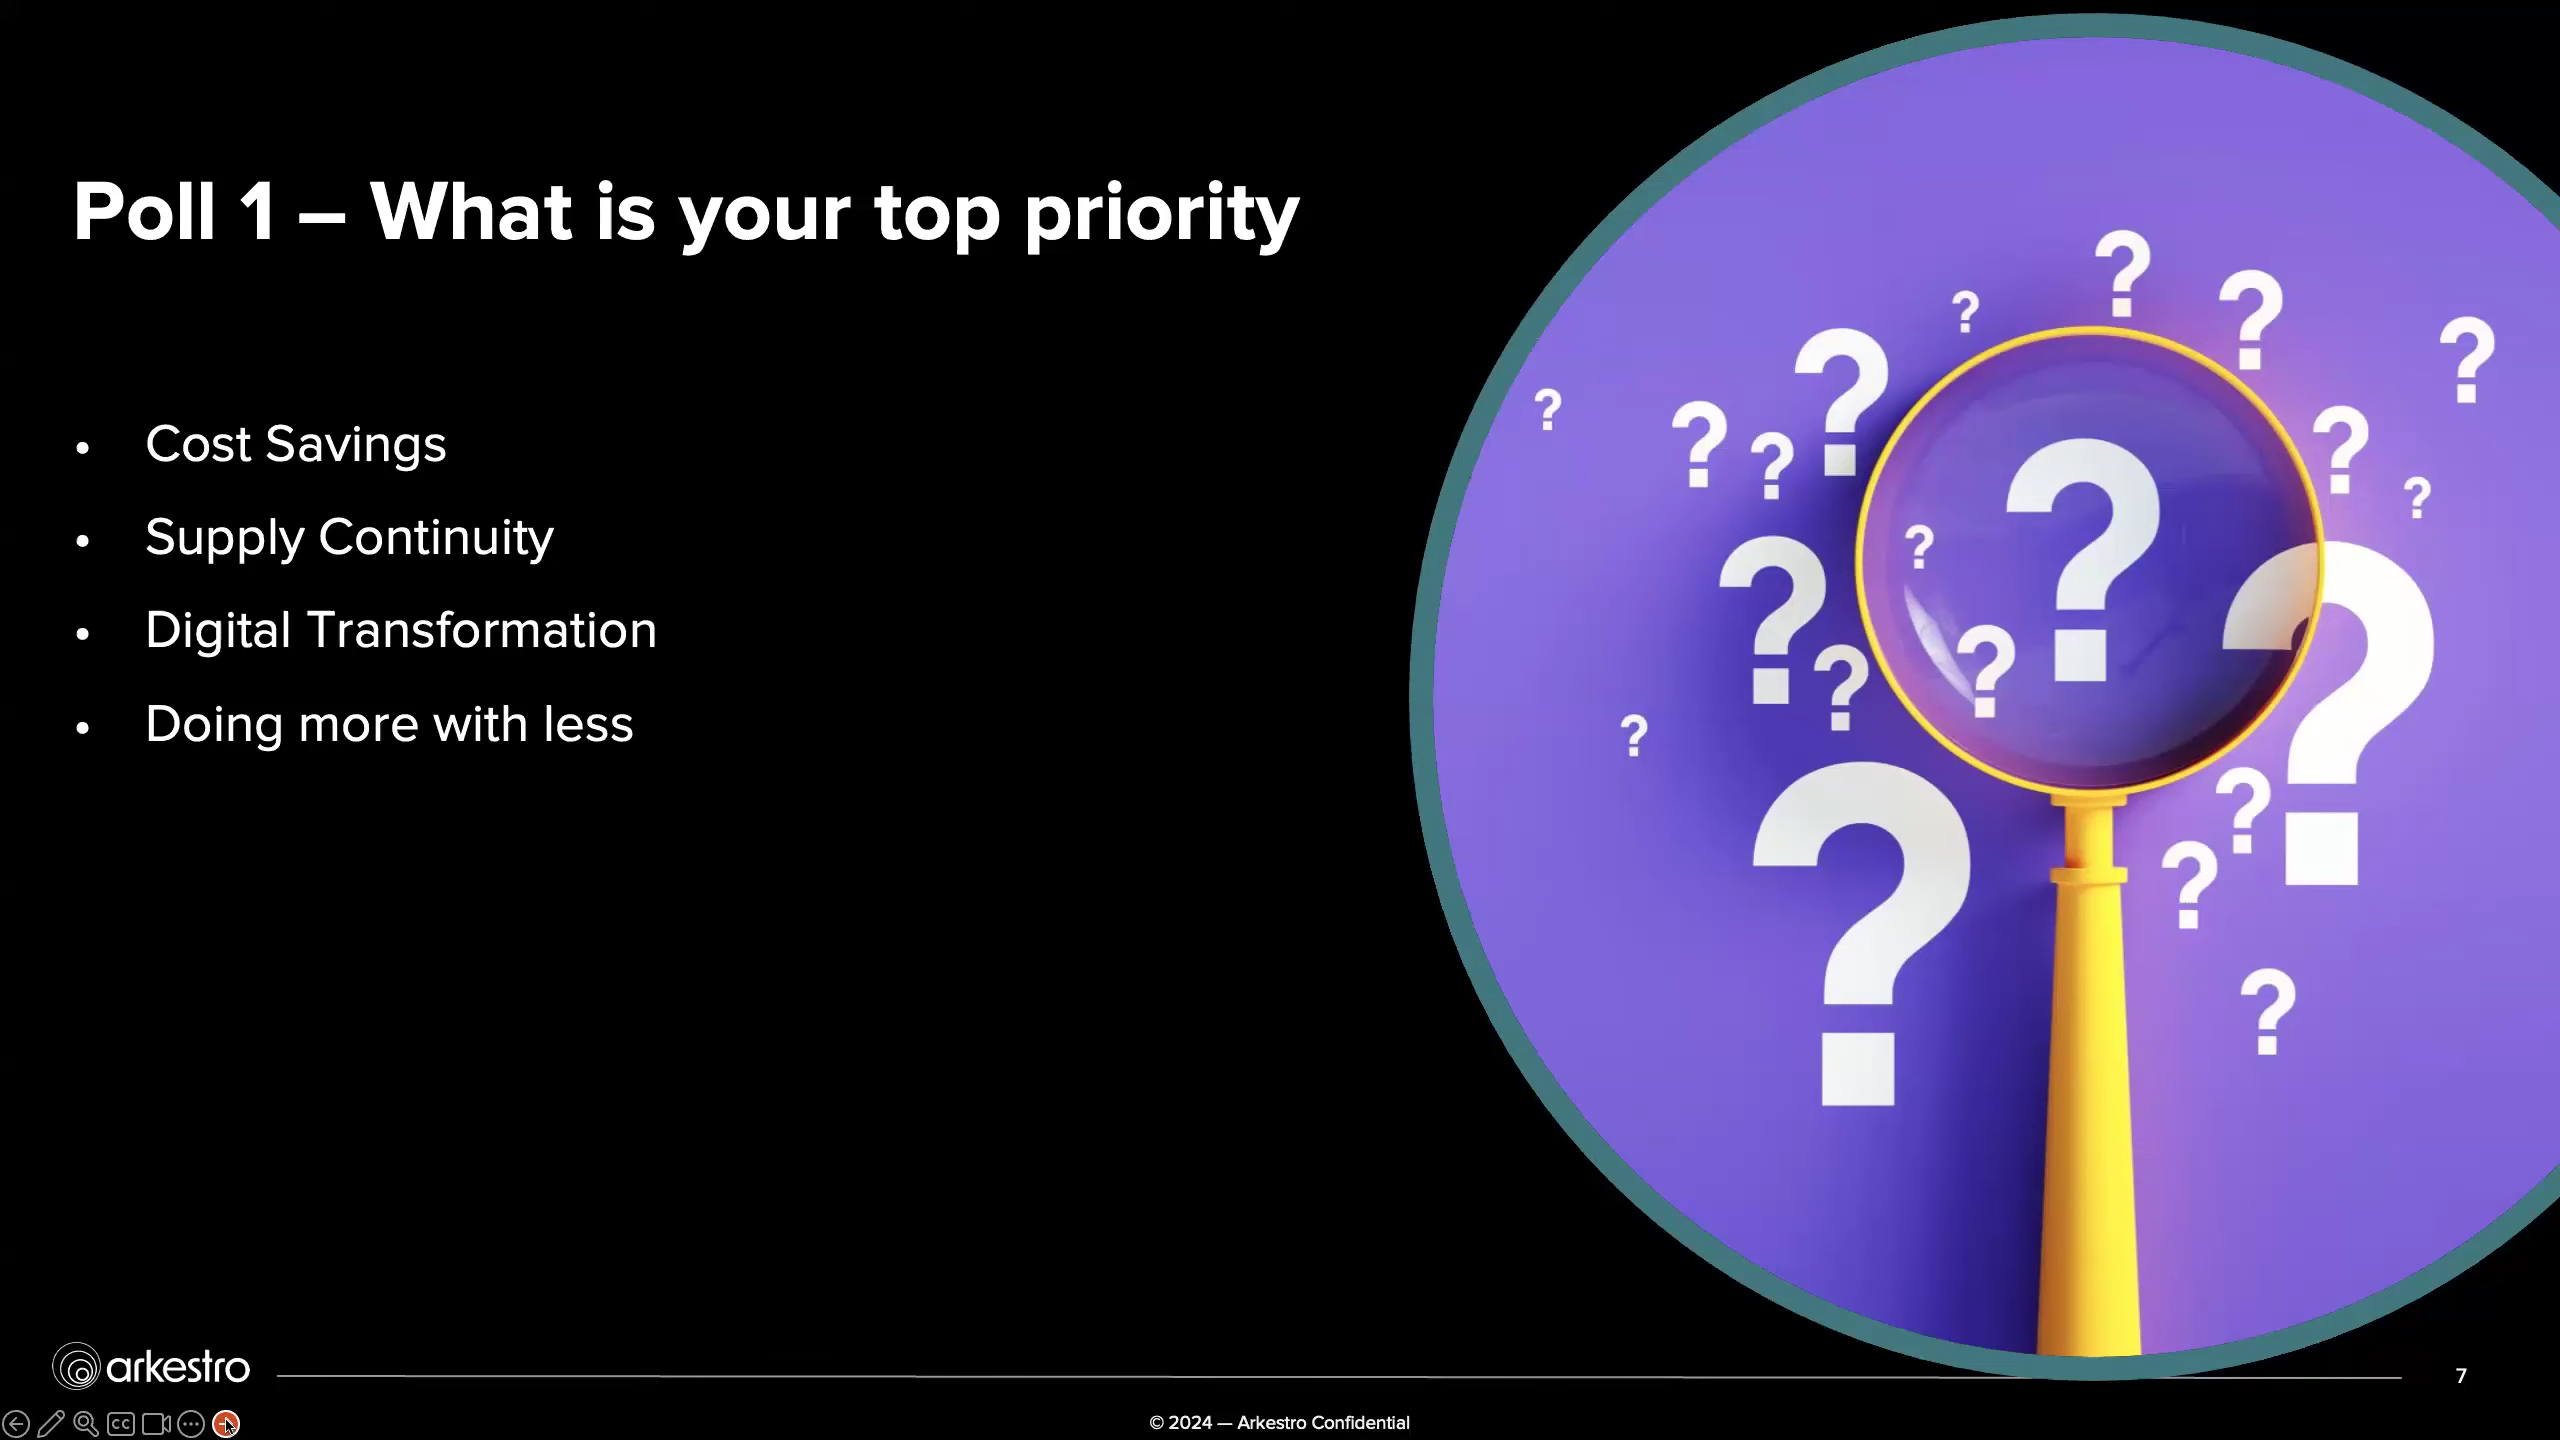 Poll 1 – What is your top priority
• Cost Savings
• Supply Continuity
• Digital Transformation
• Doing more with less
? ? ? ? ? ? ? ? ? ? ? ? ? ? ? ? ? ? ? ? ? ?
arkestro
7
CC
© 2024 — Arkestro Confidential